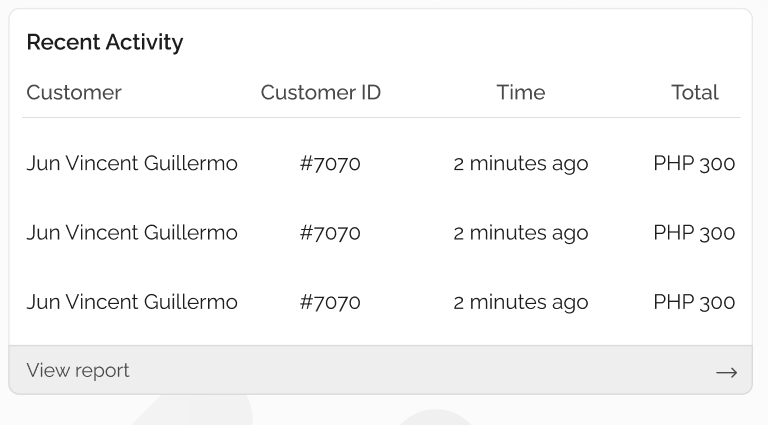 Recent Activity
Customer Customer ID Time Total
Jun Vincent Guillermo #7070 2 minutes ago PHP 300
Jun Vincent Guillermo #7070 2 minutes ago PHP 300
Jun Vincent Guillermo #7070 2 minutes ago PHP 300
View report →